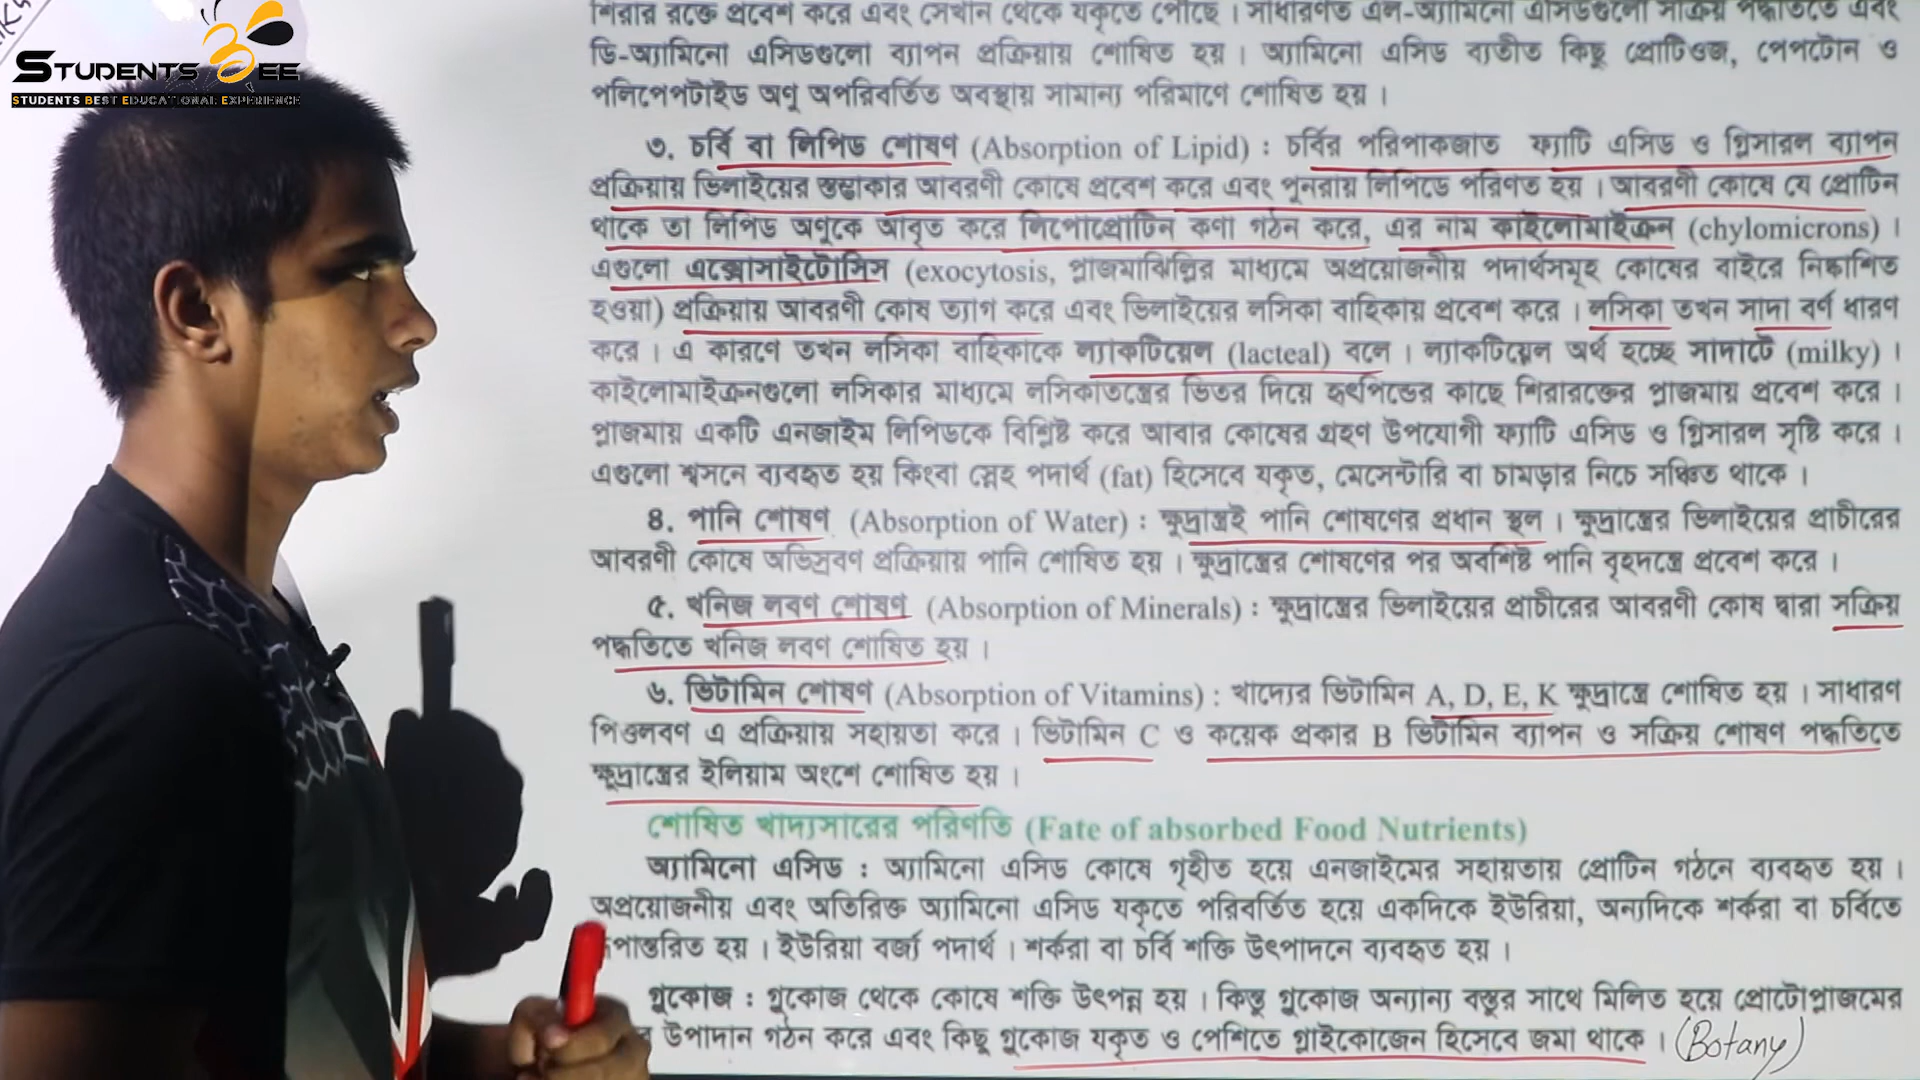 STUDENTS BEE
STUDENTS BEST EDUCATIONAL EXPERIENCE
শিরার রক্তে প্রবেশ করে এবং সেখান থেকে যকৃতে পৌঁছে । সাধারণত এল-অ্যামিনো এসিডগুলো সক্রিয় পদ্ধতিতে এবং
ডি-অ্যামিনো এসিডগুলো ব্যাপন প্রক্রিয়ায় শোষিত হয় । অ্যামিনো এসিড ব্যতীত কিছু প্রোটিওজ, পেপটোন ও
পলিপেপটাইড অণু অপরিবর্তিত অবস্থায় সামান্য পরিমাণে শোষিত হয় ।
৩. চর্বি বা লিপিড শোষণ (Absorption of Lipid) : চর্বির পরিপাকজাত ফ্যাটি এসিড ও গ্লিসারল ব্যাপন
প্রক্রিয়ায় ভিলাইয়ের স্তম্ভাকার আবরণী কোষে প্রবেশ করে এবং পুনরায় লিপিডে পরিণত হয় । আবরণী কোষে যে প্রোটিন
থাকে তা লিপিড অণুকে আবৃত করে লিপোপ্রোটিন কণা গঠন করে, এর নাম কাইলোমাইক্রন (chylomicrons) ।
এগুলো এক্সোসাইটোসিস (exocytosis, প্লাজমাঝিল্লির মাধ্যমে অপ্রয়োজনীয় পদার্থসমূহ কোষের বাইরে নিষ্কাশিত
হওয়া) প্রক্রিয়ায় আবরণী কোষ ত্যাগ করে এবং ভিলাইয়ের লসিকা বাহিকায় প্রবেশ করে । লসিকা তখন সাদা বর্ণ ধারণ
করে । এ কারণে তখন লসিকা বাহিকাকে ল্যাকটিয়েল (lacteal) বলে । ল্যাকটিয়েল অর্থ হচ্ছে সাদাটে (milky) ।
কাইলোমাইক্রনগুলো লসিকার মাধ্যমে লসিকাতন্ত্রের ভিতর দিয়ে হৃৎপিন্ডের কাছে শিরারক্তের প্লাজমায় প্রবেশ করে ।
প্লাজমায় একটি এনজাইম লিপিডকে বিশ্লিষ্ট করে আবার কোষের গ্রহণ উপযোগী ফ্যাটি এসিড ও গ্লিসারল সৃষ্টি করে ।
এগুলো শ্বসনে ব্যবহৃত হয় কিংবা স্নেহ পদার্থ (fat) হিসেবে যকৃত, মেসেন্টারি বা চামড়ার নিচে সঞ্চিত থাকে ।
৪. পানি শোষণ (Absorption of Water) : ক্ষুদ্রান্ত্রই পানি শোষণের প্রধান স্থল । ক্ষুদ্রান্ত্রের ভিলাইয়ের প্রাচীরের
আবরণী কোষে অভিস্রবণ প্রক্রিয়ায় পানি শোষিত হয় । ক্ষুদ্রান্ত্রের শোষণের পর অবশিষ্ট পানি বৃহদন্ত্রে প্রবেশ করে ।
৫. খনিজ লবণ শোষণ (Absorption of Minerals) : ক্ষুদ্রান্ত্রের ভিলাইয়ের প্রাচীরের আবরণী কোষ দ্বারা সক্রিয়
পদ্ধতিতে খনিজ লবণ শোষিত হয় ।
৬. ভিটামিন শোষণ (Absorption of Vitamins) : খাদ্যের ভিটামিন A, D, E, K ক্ষুদ্রান্ত্রে শোষিত হয় । সাধারণ
পিত্তলবণ এ প্রক্রিয়ায় সহায়তা করে । ভিটামিন C ও কয়েক প্রকার B ভিটামিন ব্যাপন ও সক্রিয় শোষণ পদ্ধতিতে
ক্ষুদ্রান্ত্রের ইলিয়াম অংশে শোষিত হয় ।
শোষিত খাদ্যসারের পরিণতি (Fate of absorbed Food Nutrients)
অ্যামিনো এসিড : অ্যামিনো এসিড কোষে গৃহীত হয়ে এনজাইমের সহায়তায় প্রোটিন গঠনে ব্যবহৃত হয় ।
অপ্রয়োজনীয় এবং অতিরিক্ত অ্যামিনো এসিড যকৃতে পরিবর্তিত হয়ে একদিকে ইউরিয়া, অন্যদিকে শর্করা বা চর্বিতে
রূপান্তরিত হয় । ইউরিয়া বর্জ্য পদার্থ । শর্করা বা চর্বি শক্তি উৎপাদনে ব্যবহৃত হয় ।
গ্লুকোজ : গ্লুকোজ থেকে কোষে শক্তি উৎপন্ন হয় । কিন্তু গ্লুকোজ অন্যান্য বস্তুর সাথে মিলিত হয়ে প্রোটোপ্লাজমের
উপাদান গঠন করে এবং কিছু গ্লুকোজ যকৃত ও পেশিতে গ্লাইকোজেন হিসেবে জমা থাকে । (Botany)